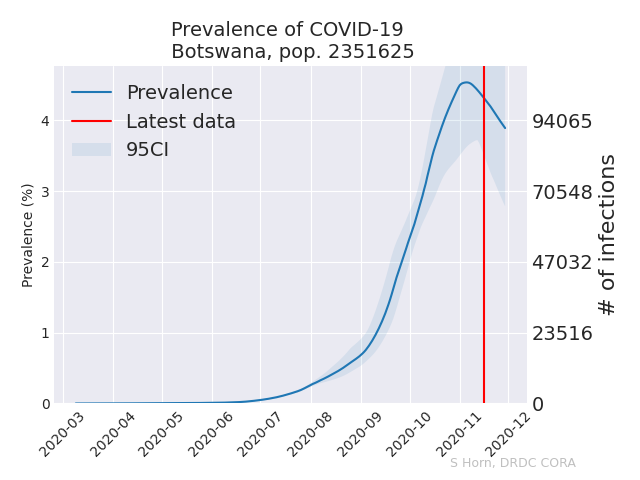 Prevalence of COVID-19
Botswana, pop. 2351625
Prevalence
Latest data
95CI
Prevalence (%)
4
3
2
1
0
94065
70548
47032
23516
0
# of infections
2020-03
2020-04
2020-05
2020-06
2020-07
2020-08
2020-09
2020-10
2020-11
2020-12
S Horn, DRDC CORA